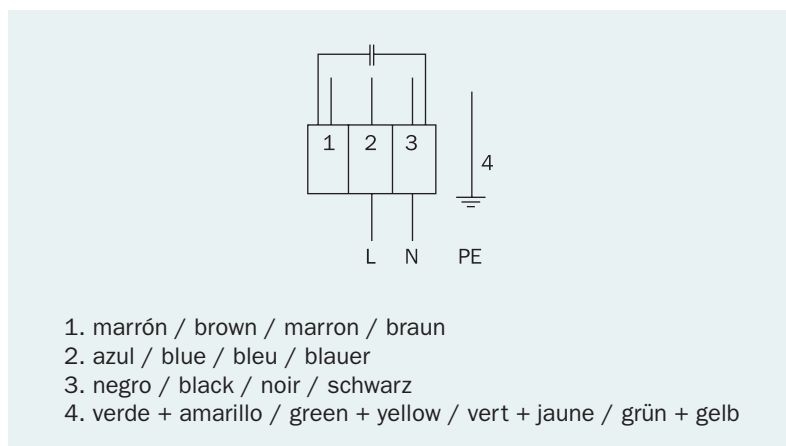 1 2 3
4
L N PE
1. marrón / brown / marron / braun
2. azul / blue / bleu / blauer
3. negro / black / noir / schwarz
4. verde + amarillo / green + yellow / vert + jaune / grün + gelb